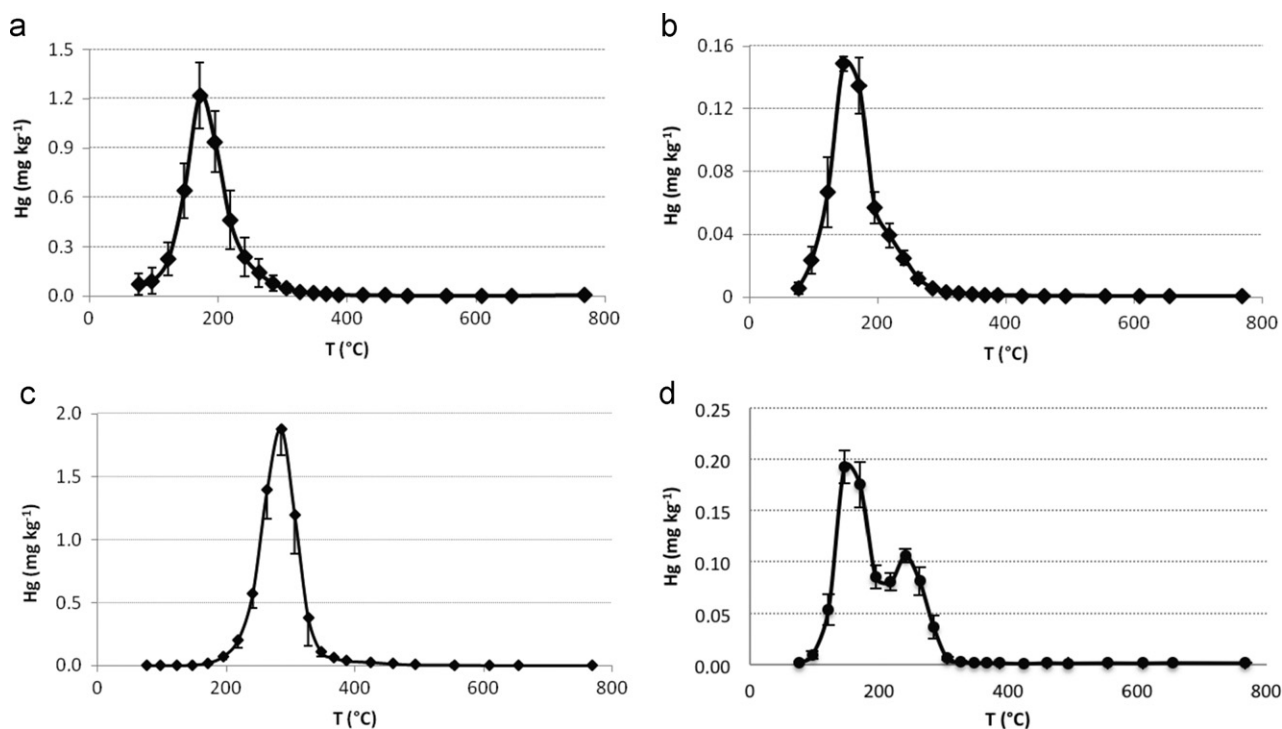 a
1.5
1.2
0.9
0.6
0.3
0.0
Hg (mg kg⁻¹)
0 200 400 600 800
T (°C)
b
0.16
0.12
0.08
0.04
0
Hg (mg kg⁻¹)
0 200 400 600 800
T (°C)
c
2.0
1.5
1.0
0.5
0.0
Hg (mg kg⁻¹)
0 200 400 600 800
T (°C)
d
0.25
0.20
0.15
0.10
0.05
0.00
Hg (mg kg⁻¹)
0 200 400 600 800
T (°C)